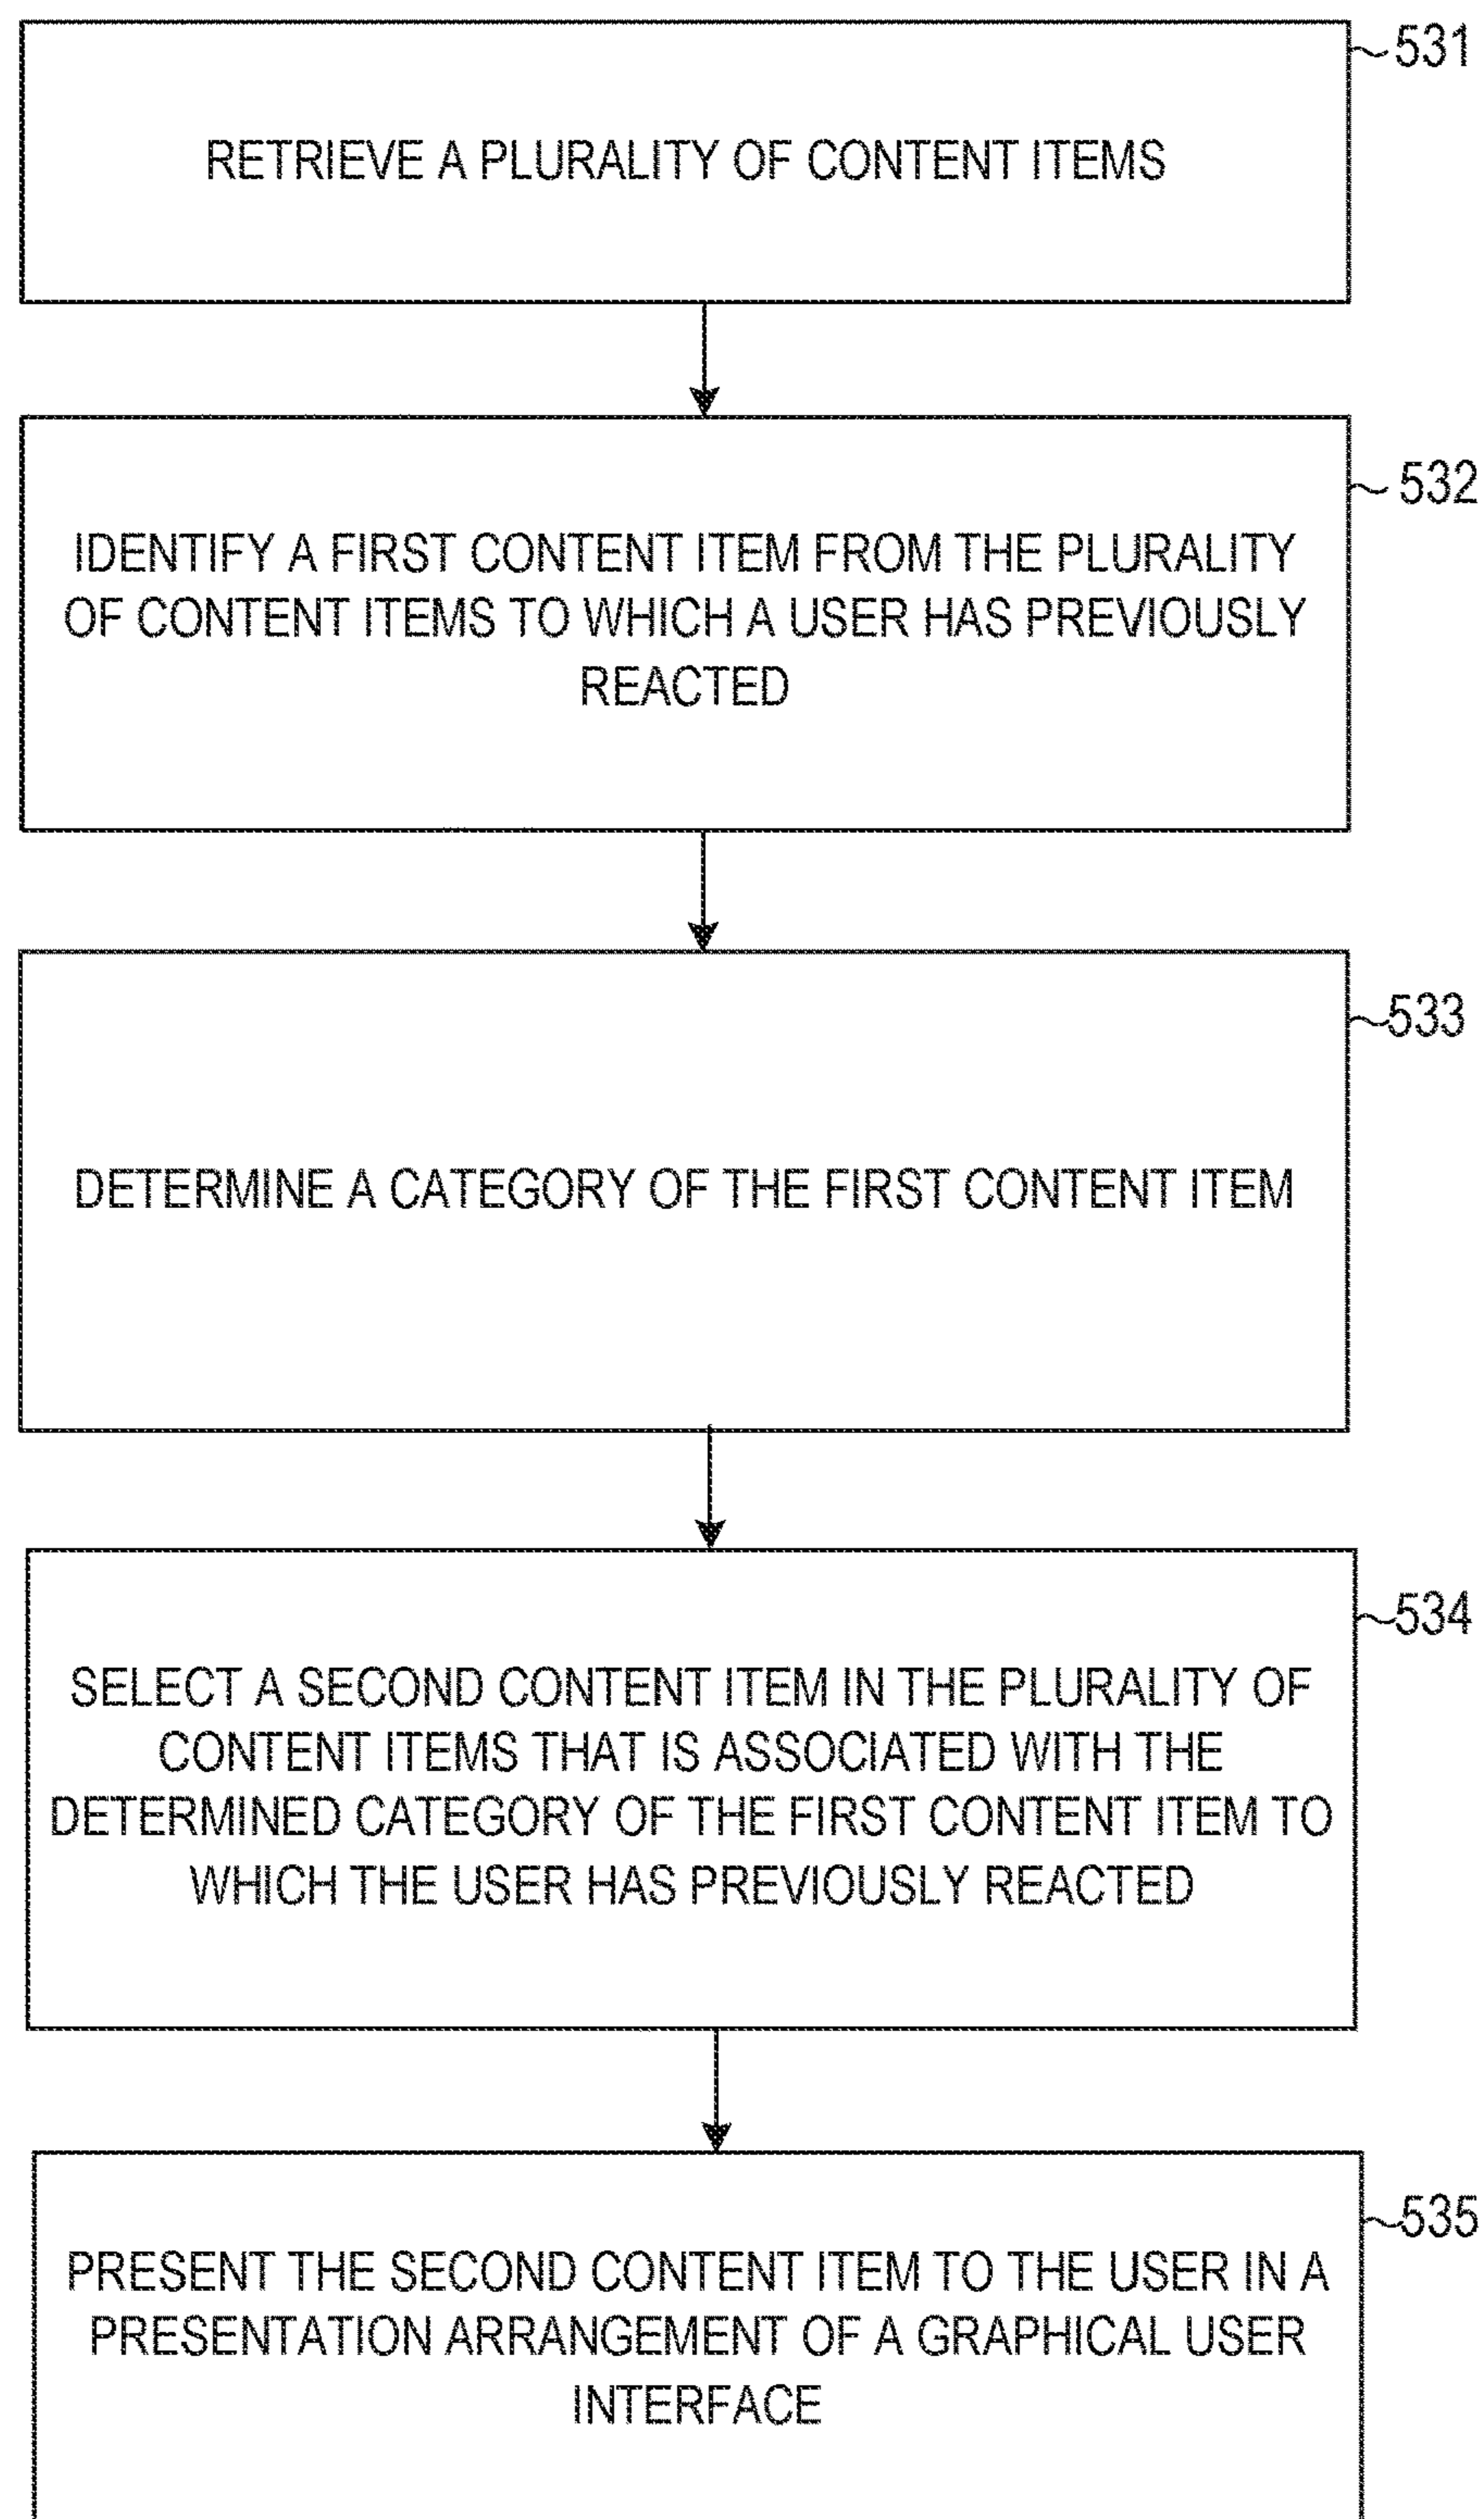 531
RETRIEVE A PLURALITY OF CONTENT ITEMS
532
IDENTIFY A FIRST CONTENT ITEM FROM THE PLURALITY
OF CONTENT ITEMS TO WHICH A USER HAS PREVIOUSLY
REACTED
533
DETERMINE A CATEGORY OF THE FIRST CONTENT ITEM
534
SELECT A SECOND CONTENT ITEM IN THE PLURALITY OF
CONTENT ITEMS THAT IS ASSOCIATED WITH THE
DETERMINED CATEGORY OF THE FIRST CONTENT ITEM TO
WHICH THE USER HAS PREVIOUSLY REACTED
535
PRESENT THE SECOND CONTENT ITEM TO THE USER IN A
PRESENTATION ARRANGEMENT OF A GRAPHICAL USER
INTERFACE